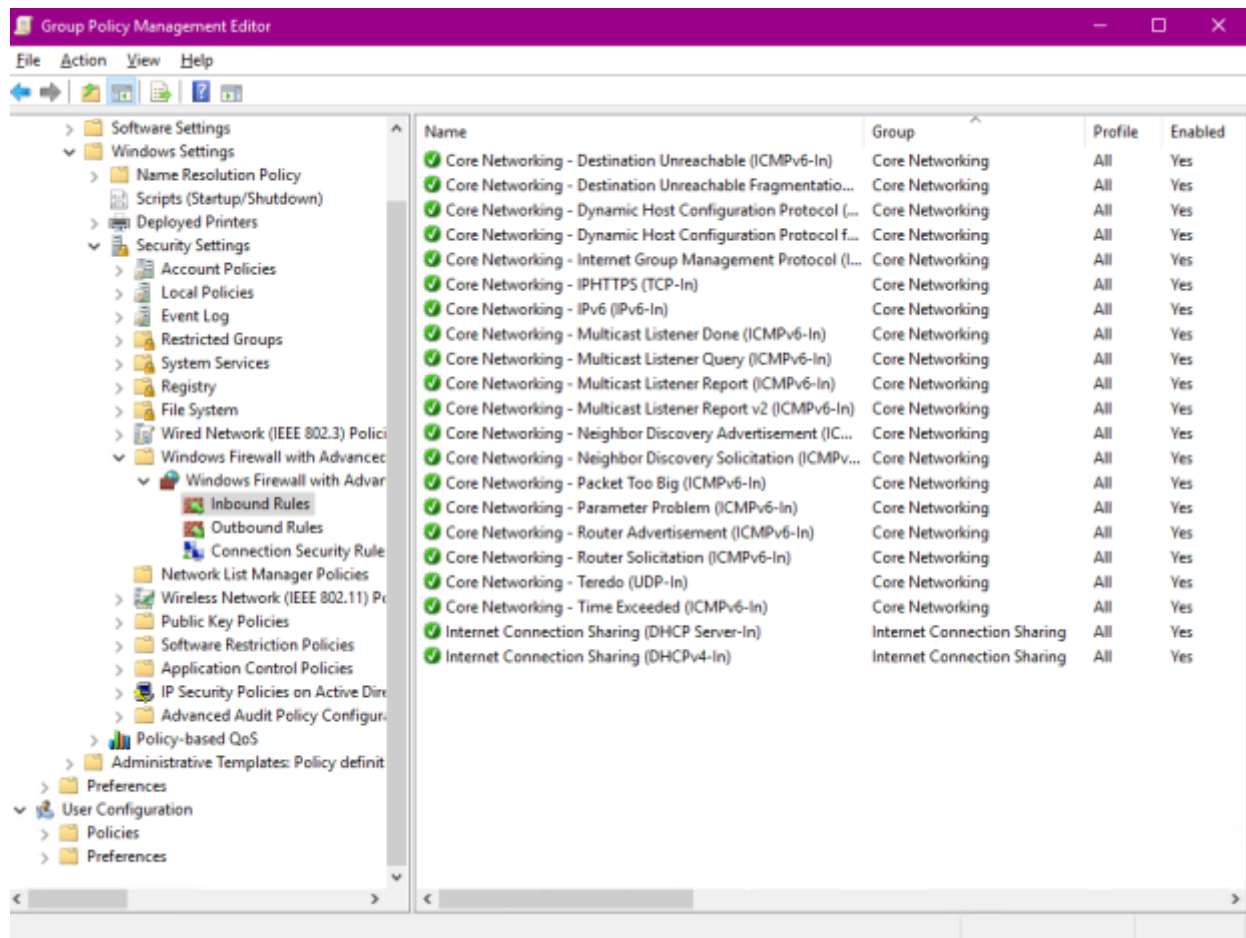 Group Policy Management Editor
File Action View Help
Software Settings
Windows Settings
Name Resolution Policy
Scripts (Startup/Shutdown)
Deployed Printers
Security Settings
Account Policies
Local Policies
Event Log
Restricted Groups
System Services
Registry
File System
Wired Network (IEEE 802.3) Polici
Windows Firewall with Advanced
Windows Firewall with Advar
Inbound Rules
Outbound Rules
Connection Security Rule
Network List Manager Policies
Wireless Network (IEEE 802.11) Po
Public Key Policies
Software Restriction Policies
Application Control Policies
IP Security Policies on Active Dire
Advanced Audit Policy Configura
Policy-based QoS
Administrative Templates: Policy definit
Preferences
User Configuration
Policies
Preferences
Name Group Profile Enabled
Core Networking - Destination Unreachable (ICMPv6-In) Core Networking All Yes
Core Networking - Destination Unreachable Fragmentatio... Core Networking All Yes
Core Networking - Dynamic Host Configuration Protocol (... Core Networking All Yes
Core Networking - Dynamic Host Configuration Protocol f... Core Networking All Yes
Core Networking - Internet Group Management Protocol (I... Core Networking All Yes
Core Networking - IPHTTPS (TCP-In) Core Networking All Yes
Core Networking - IPv6 (IPv6-In) Core Networking All Yes
Core Networking - Multicast Listener Done (ICMPv6-In) Core Networking All Yes
Core Networking - Multicast Listener Query (ICMPv6-In) Core Networking All Yes
Core Networking - Multicast Listener Report (ICMPv6-In) Core Networking All Yes
Core Networking - Multicast Listener Report v2 (ICMPv6-In) Core Networking All Yes
Core Networking - Neighbor Discovery Advertisement (IC... Core Networking All Yes
Core Networking - Neighbor Discovery Solicitation (ICMPv... Core Networking All Yes
Core Networking - Packet Too Big (ICMPv6-In) Core Networking All Yes
Core Networking - Parameter Problem (ICMPv6-In) Core Networking All Yes
Core Networking - Router Advertisement (ICMPv6-In) Core Networking All Yes
Core Networking - Router Solicitation (ICMPv6-In) Core Networking All Yes
Core Networking - Teredo (UDP-In) Core Networking All Yes
Core Networking - Time Exceeded (ICMPv6-In) Core Networking All Yes
Internet Connection Sharing (DHCP Server-In) Internet Connection Sharing All Yes
Internet Connection Sharing (DHCPv4-In) Internet Connection Sharing All Yes